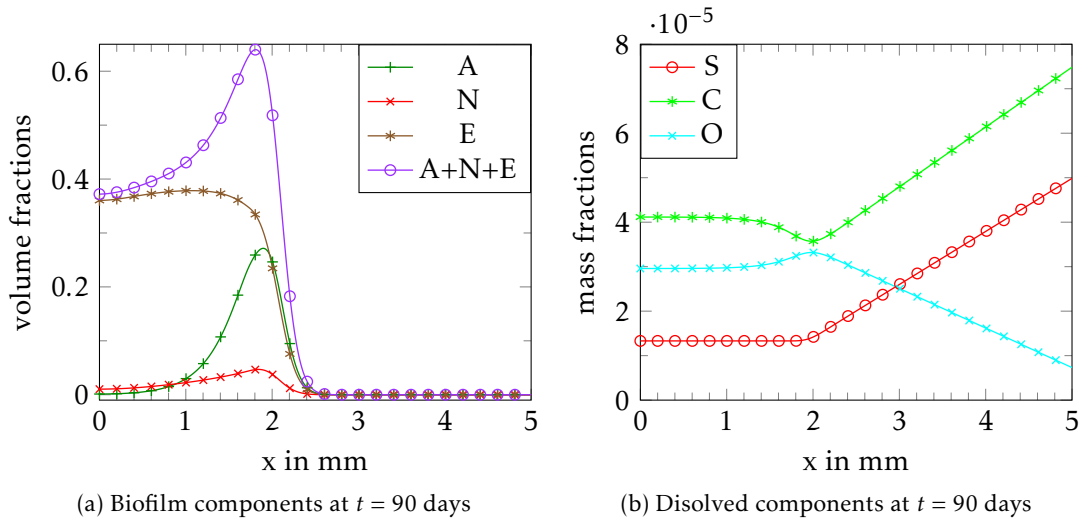 ·10⁻⁵
0.6
0.4
0.2
0
volume fractions
0 1 2 3 4 5
x in mm
A
N
E
A+N+E
(a) Biofilm components at t = 90 days
8
6
4
2
0
mass fractions
0 1 2 3 4 5
x in mm
S
C
O
(b) Disolved components at t = 90 days